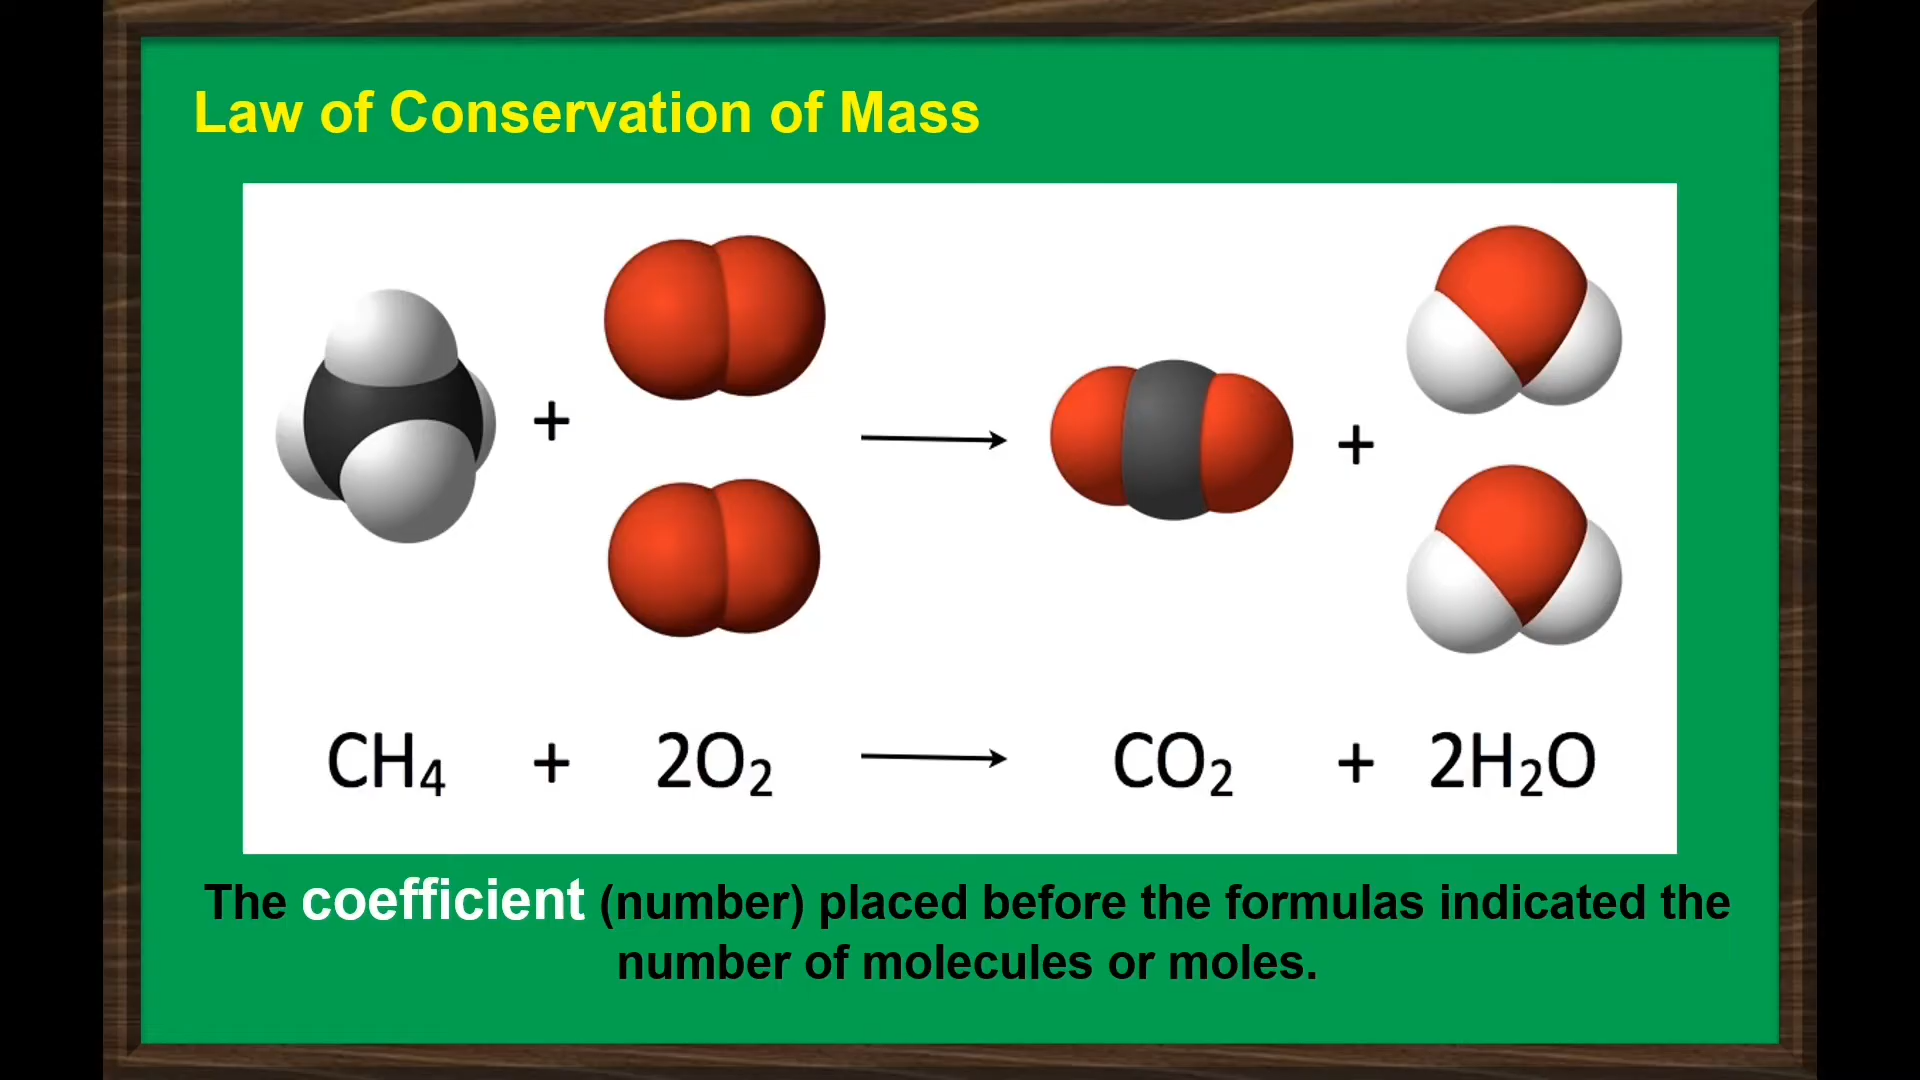 Law of Conservation of Mass
+
+
CH₄ + 2O₂ → CO₂ + 2H₂O
The coefficient (number) placed before the formulas indicated the
number of molecules or moles.